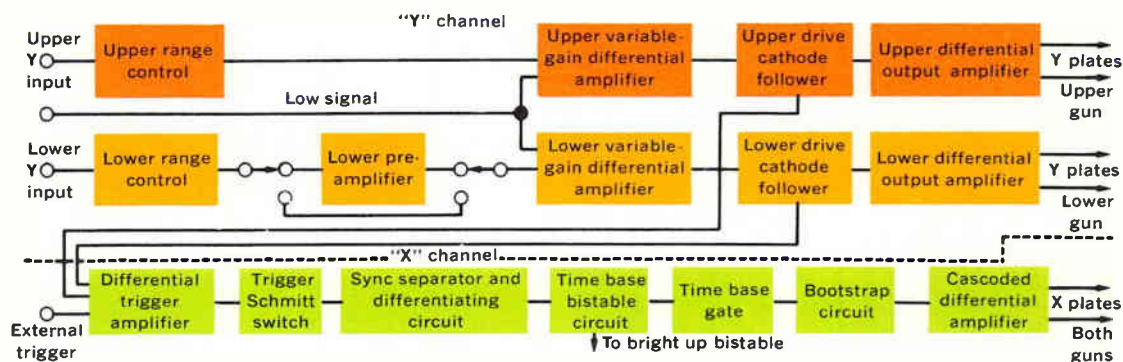 "Y" channel
Upper
Y
input
Upper range
control
Upper variable-
gain differential
amplifier
Upper drive
cathode
follower
Upper differential
output amplifier
Y plates
Upper
gun
Low signal
Lower
Y
input
Lower range
control
Lower pre-
amplifier
Lower variable-
gain differential
amplifier
Lower drive
cathode
follower
Lower differential
output amplifier
Y plates
Lower
gun
"X" channel
External
trigger
Differential
trigger
amplifier
Trigger
Schmitt
switch
Sync separator and
differentiating
circuit
Time base
bistable
circuit
Time base
gate
Bootstrap
circuit
Cascoded
differential
amplifier
X plates
Both
guns
To bright up bistable